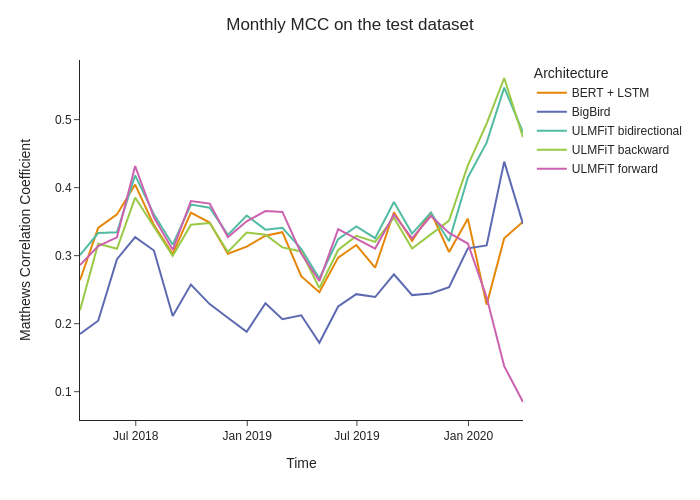 Monthly MCC on the test dataset
Architecture
BERT + LSTM
BigBird
ULMFiT bidirectional
ULMFiT backward
ULMFiT forward
Matthews Correlation Coefficient
0.5
0.4
0.3
0.2
0.1
Jul 2018
Jan 2019
Jul 2019
Jan 2020
Time